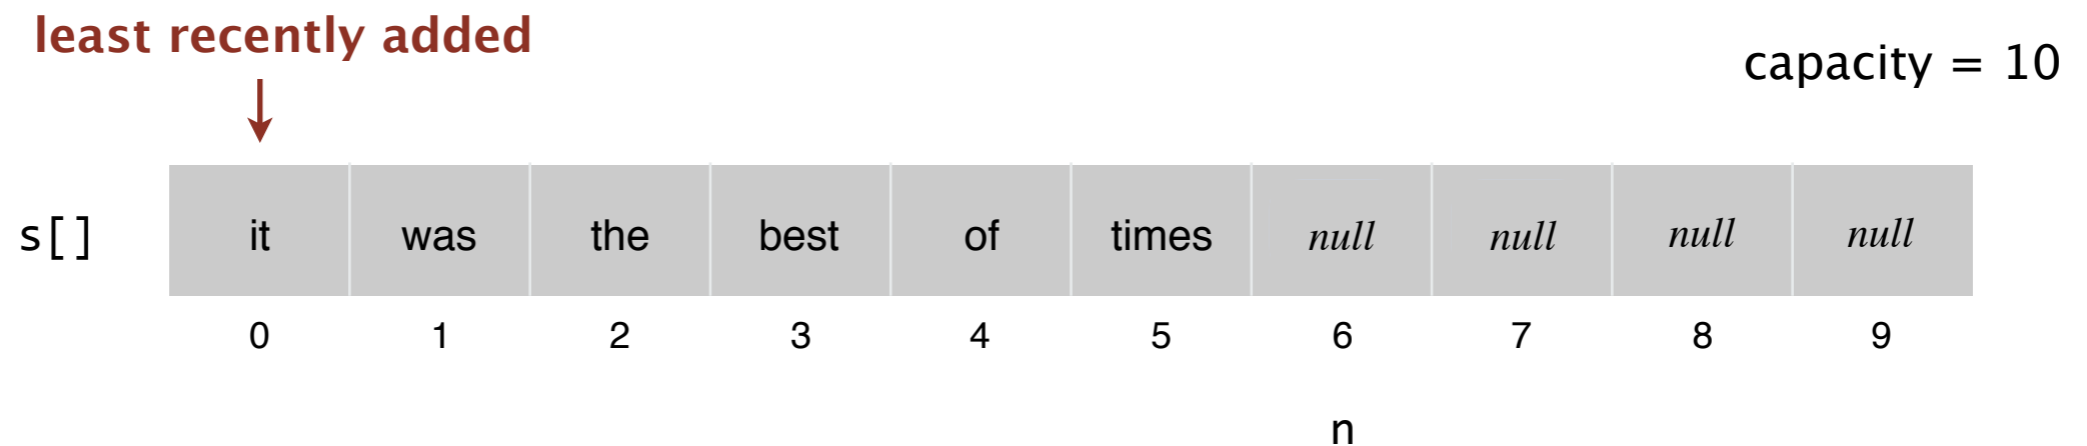 least recently added
capacity = 10
s[] it was the best of times null null null null
0 1 2 3 4 5 6 7 8 9
n